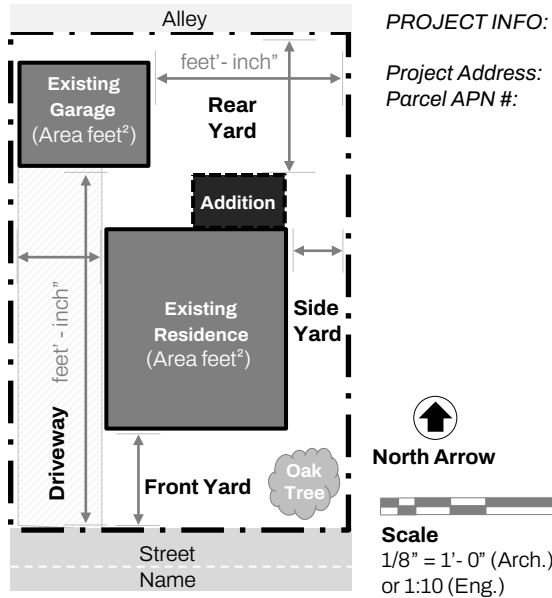 Alley
feet'- inch”
Existing
Garage
(Area feet²)
Rear
Yard
Addition
Existing
Residence
(Area feet²)
Side
Yard
feet' - inch”
Driveway
Front Yard
Oak
Tree
Street
Name
PROJECT INFO:
Project Address:
Parcel APN #:
North Arrow
Scale
1/8” = 1'- 0” (Arch.)
or 1:10 (Eng.)